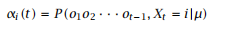 αᵢ(t) = P(o₁o₂ · · · oₜ₋₁, Xₜ = i|μ)